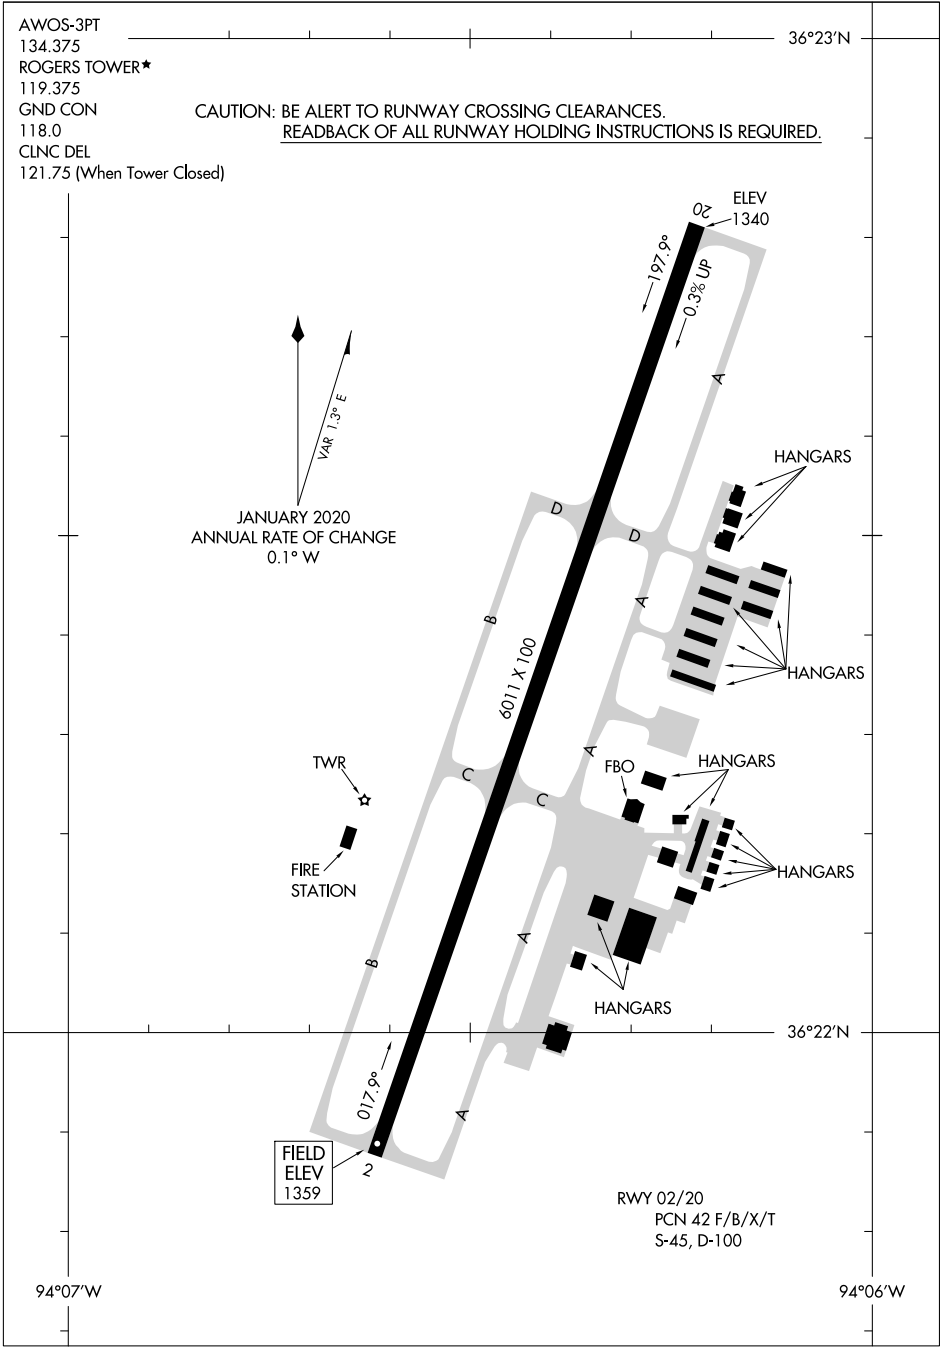 AWOS-3PT
134.375
ROGERS TOWER★
119.375
GND CON
118.0
CLNC DEL
121.75 (When Tower Closed)
36°23'N
CAUTION: BE ALERT TO RUNWAY CROSSING CLEARANCES.
READBACK OF ALL RUNWAY HOLDING INSTRUCTIONS IS REQUIRED.
ELEV
1340
20
197.9°
0.3% UP
A
VAR 1.3° E
JANUARY 2020
ANNUAL RATE OF CHANGE
0.1° W
HANGARS
D
D
A
B
6011 X 100
HANGARS
A
TWR
C
C
FBO
HANGARS
FIRE
STATION
HANGARS
A
B
HANGARS
36°22'N
017.9°
A
FIELD
ELEV
1359
2
RWY 02/20
PCN 42 F/B/X/T
S-45, D-100
94°07'W
94°06'W